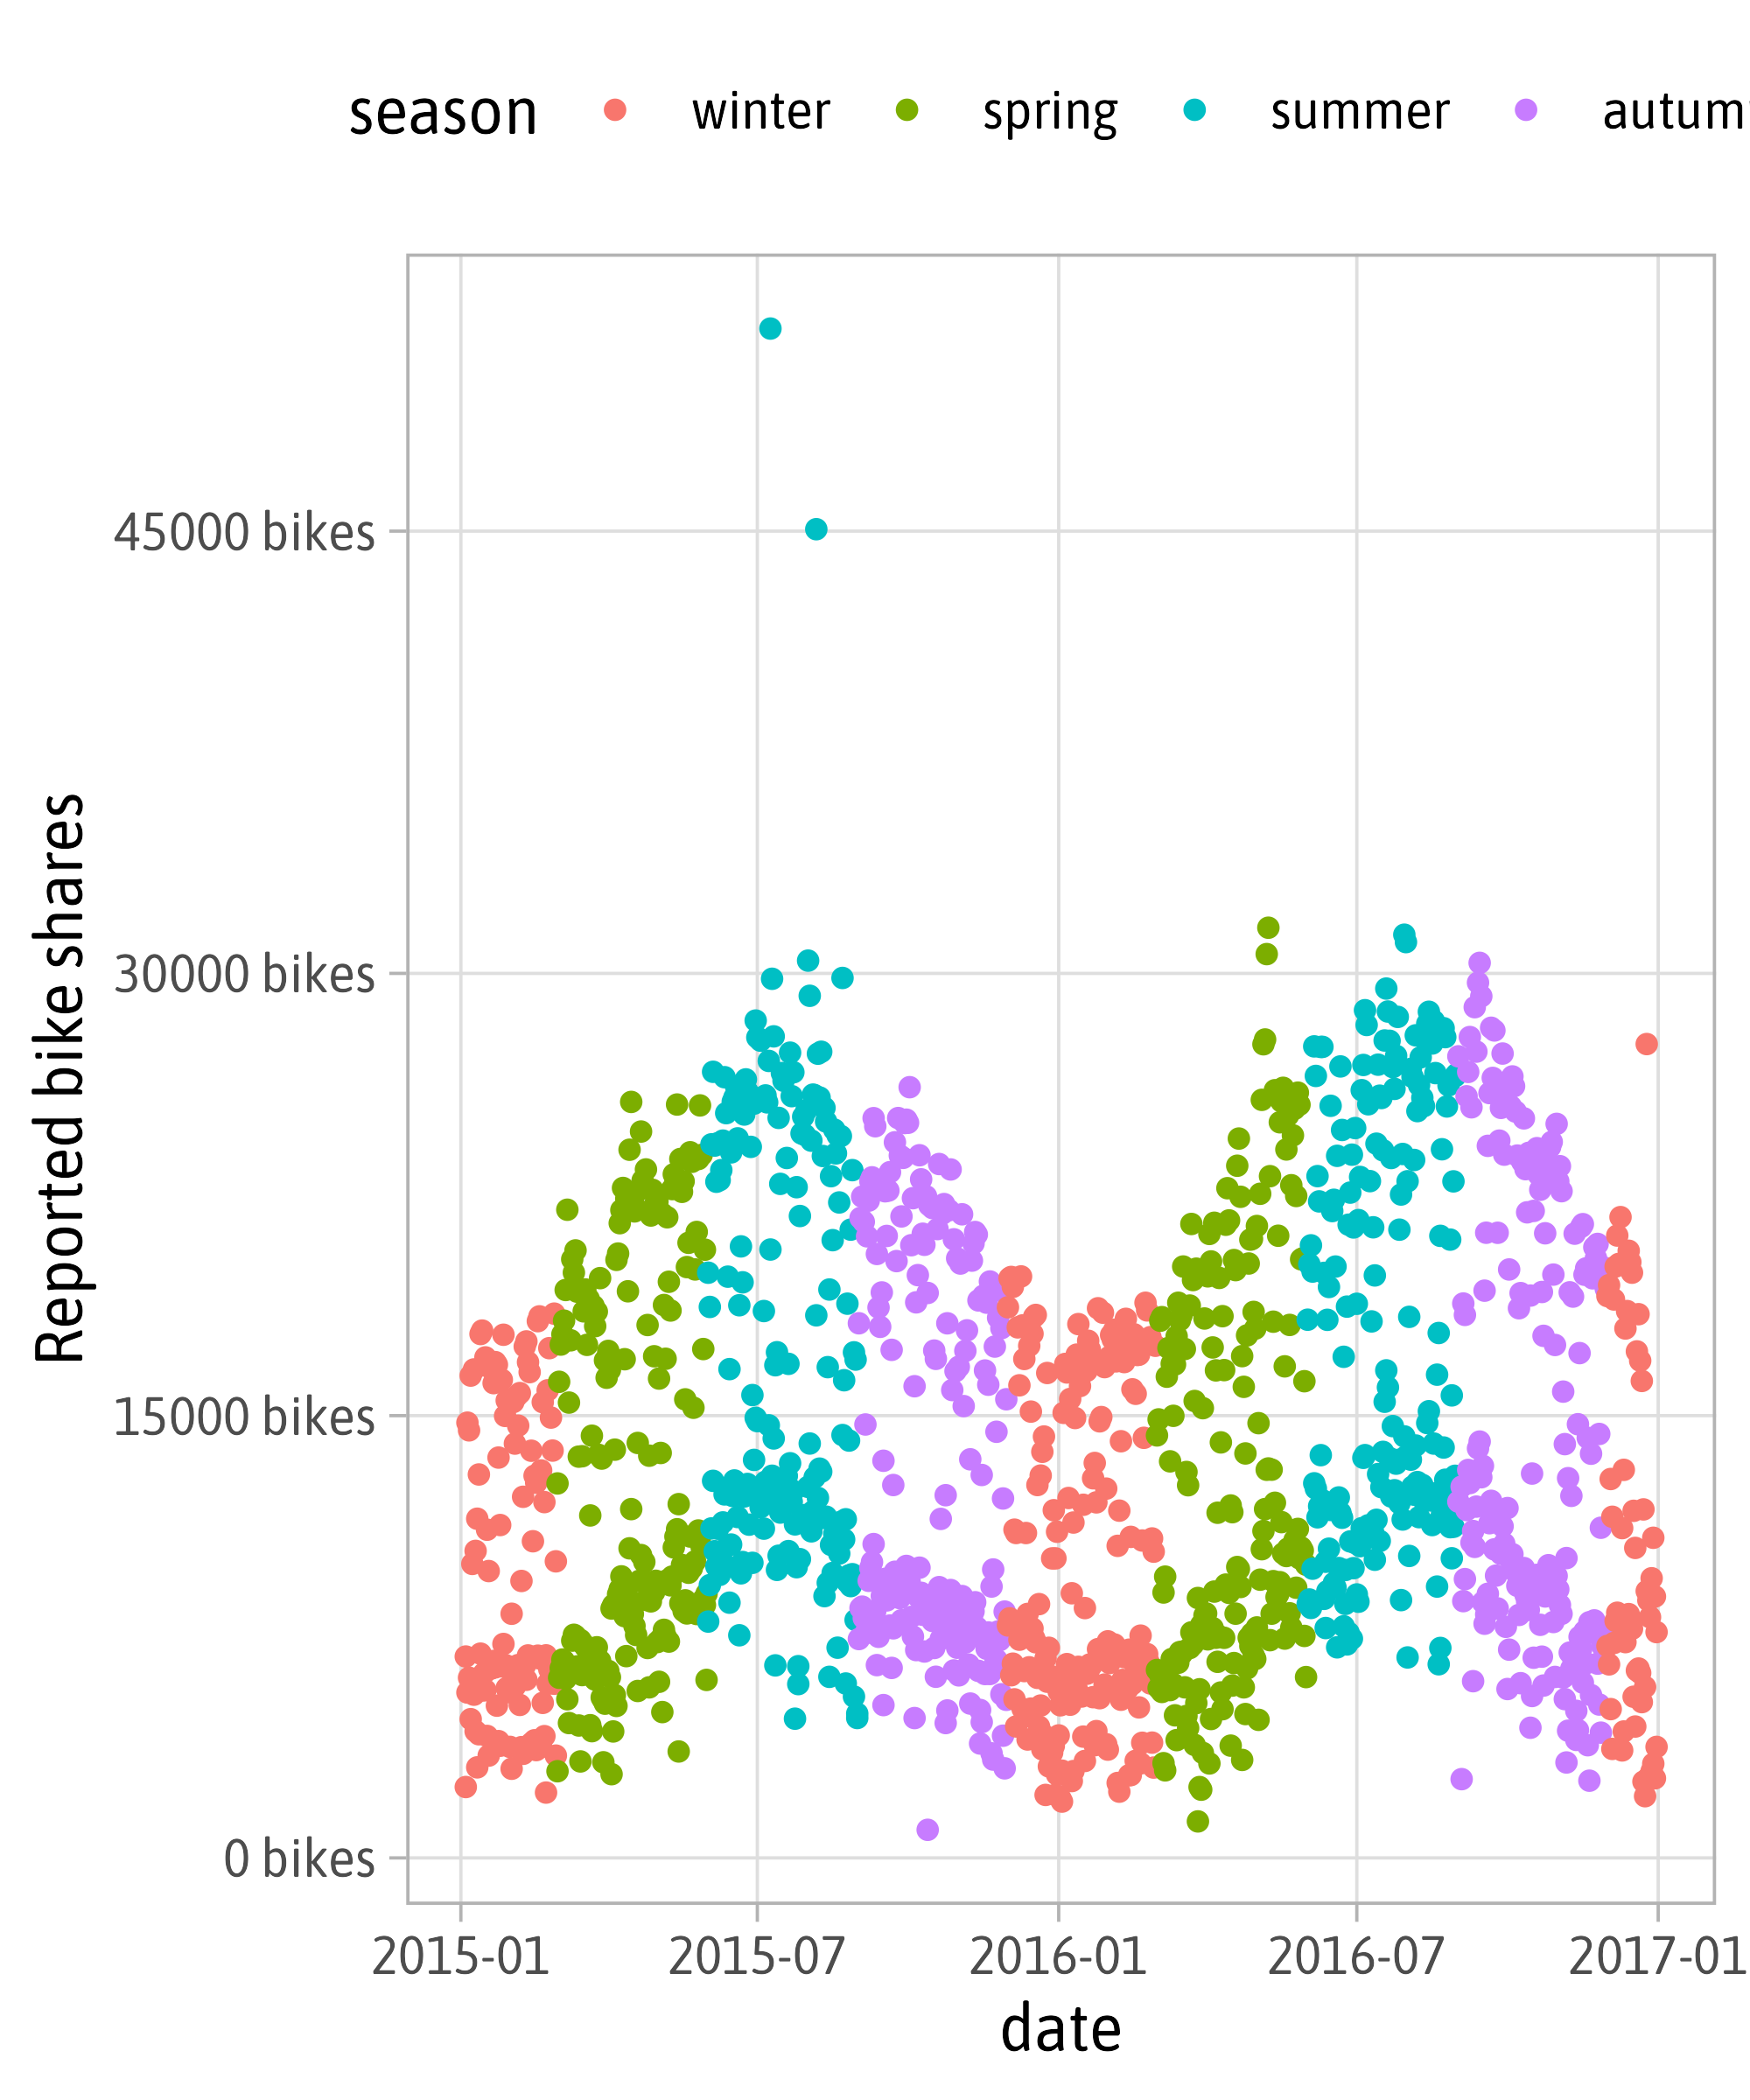 season winter spring summer autum
45000 bikes
30000 bikes
15000 bikes
0 bikes
Reported bike shares
2015-01 2015-07 2016-01 2016-07 2017-01
date